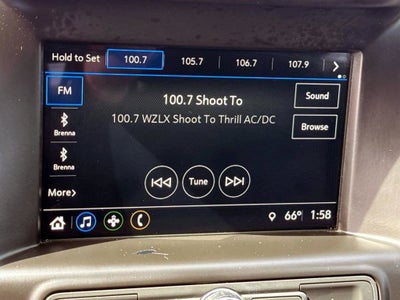 Hold to Set 100.7 105.7 106.7 107.9
FM
100.7 Shoot To
Sound
100.7 WZLX Shoot To Thrill AC/DC
Browse
Brenna
Brenna
More
Tune
66° 1:58